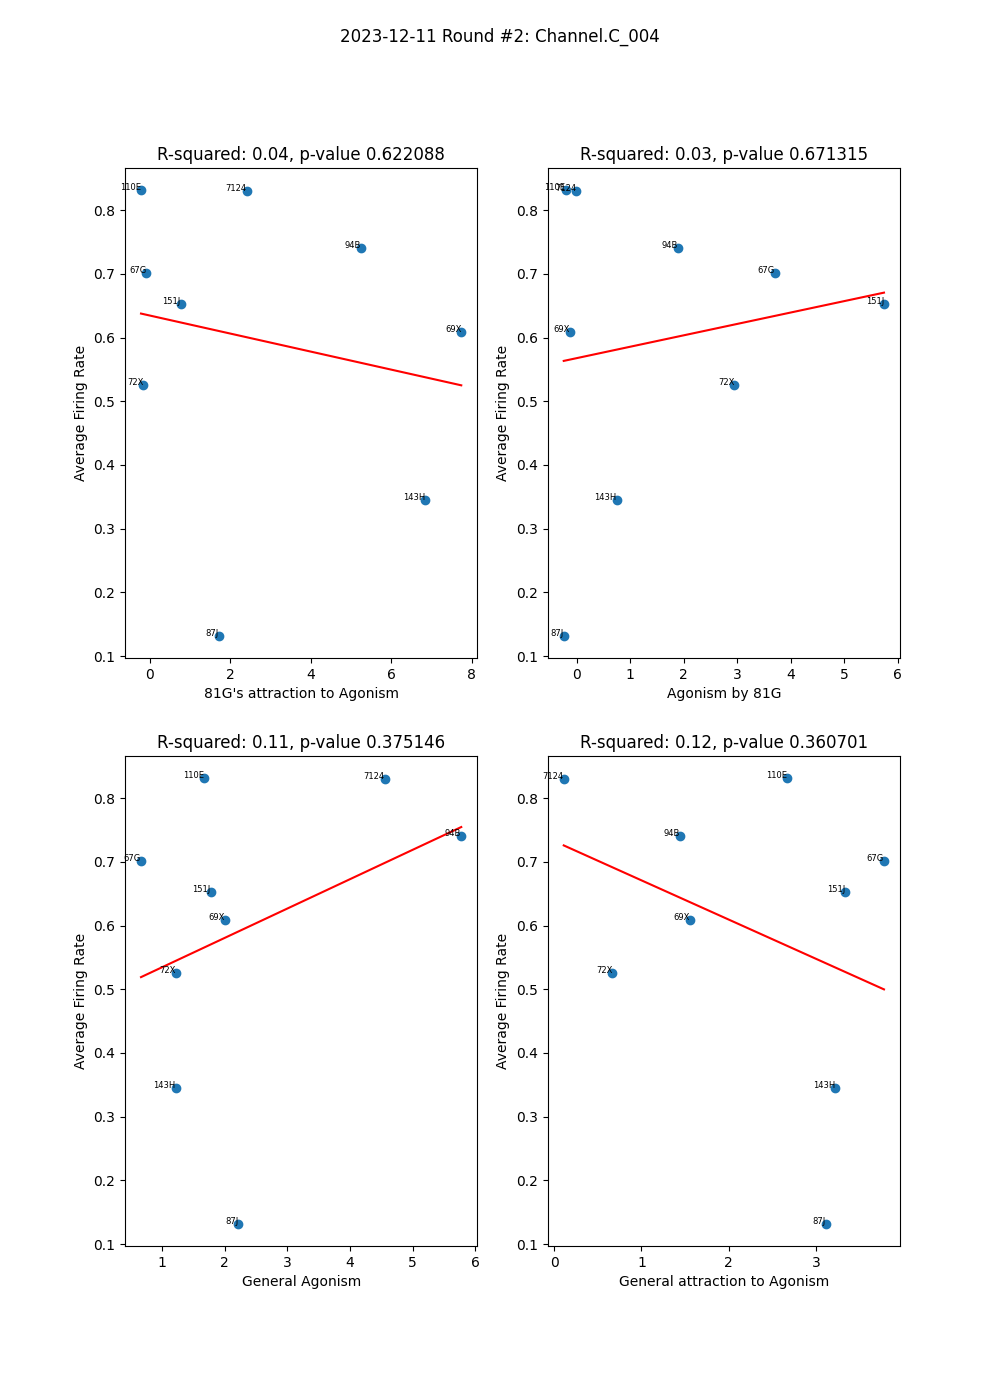 2023-12-11 Round #2: Channel.C_004
R-squared: 0.04, p-value 0.622088
110E
7124
94B
67G
151J
69X
72X
143H
87J
0.8
0.7
0.6
0.5
0.4
0.3
0.2
0.1
Average Firing Rate
0 2 4 6 8
81G's attraction to Agonism
R-squared: 0.03, p-value 0.671315
110E
7124
94B
67G
151J
69X
72X
143H
87J
0.8
0.7
0.6
0.5
0.4
0.3
0.2
0.1
Average Firing Rate
0 1 2 3 4 5 6
Agonism by 81G
R-squared: 0.11, p-value 0.375146
110E
7124
94B
67G
151J
69X
72X
143H
87J
0.8
0.7
0.6
0.5
0.4
0.3
0.2
0.1
Average Firing Rate
1 2 3 4 5 6
General Agonism
R-squared: 0.12, p-value 0.360701
7124
110E
94B
67G
151J
69X
72X
143H
87J
0.8
0.7
0.6
0.5
0.4
0.3
0.2
0.1
Average Firing Rate
0 1 2 3
General attraction to Agonism